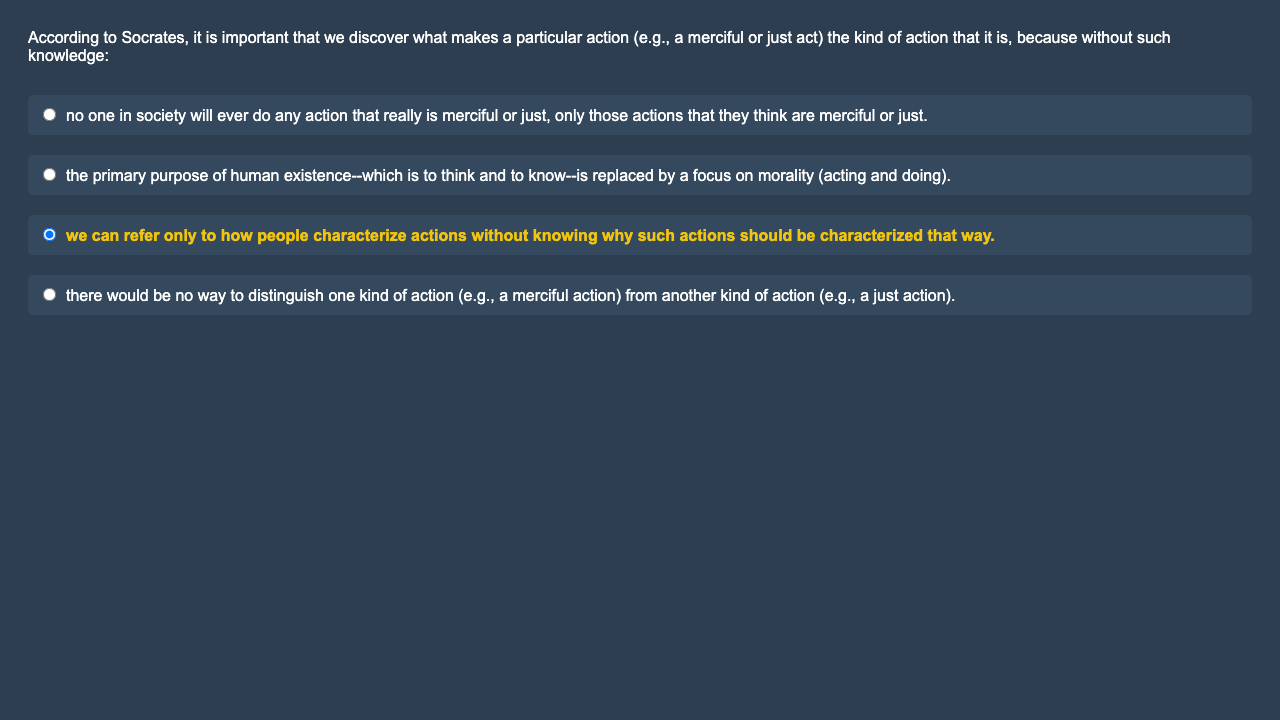 According to Socrates, it is important that we discover what makes a particular action (e.g., a merciful or just act) the kind of action that it is, because without such
knowledge:
no one in society will ever do any action that really is merciful or just, only those actions that they think are merciful or just.
the primary purpose of human existence--which is to think and to know--is replaced by a focus on morality (acting and doing).
we can refer only to how people characterize actions without knowing why such actions should be characterized that way.
there would be no way to distinguish one kind of action (e.g., a merciful action) from another kind of action (e.g., a just action).